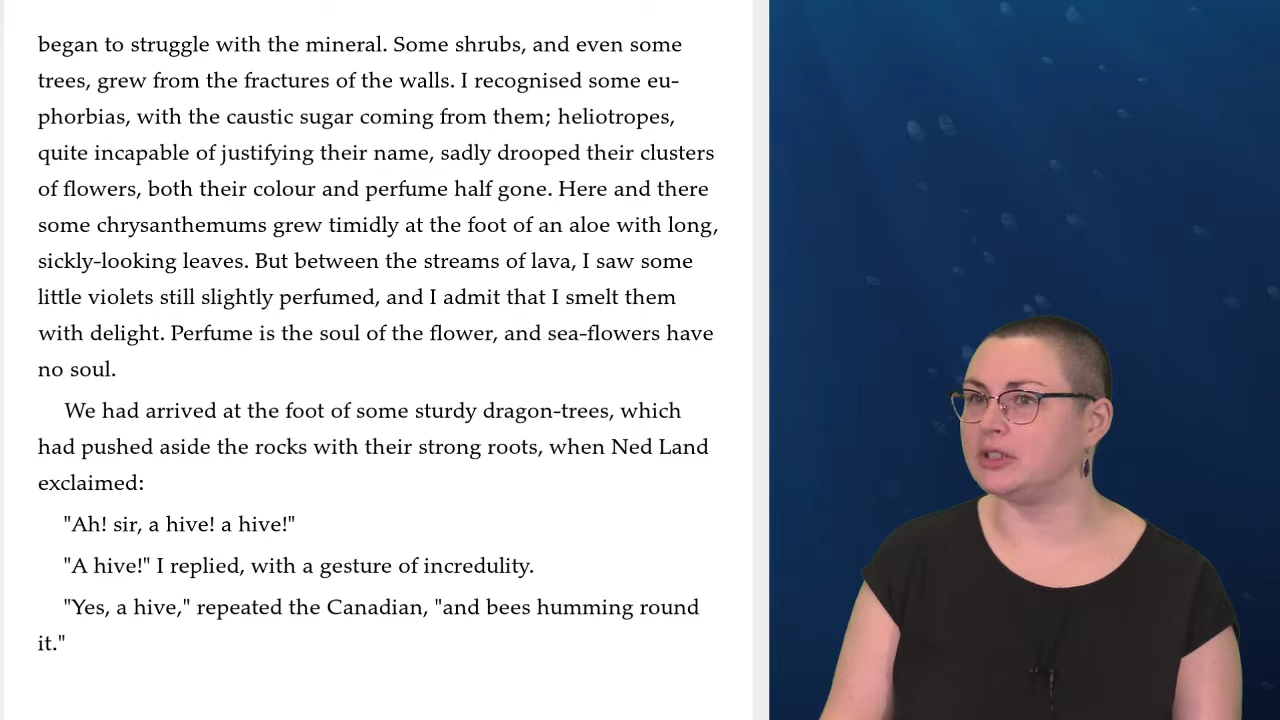 began to struggle with the mineral. Some shrubs, and even some
trees, grew from the fractures of the walls. I recognised some eu-
phorbias, with the caustic sugar coming from them; heliotropes,
quite incapable of justifying their name, sadly drooped their clusters
of flowers, both their colour and perfume half gone. Here and there
some chrysanthemums grew timidly at the foot of an aloe with long,
sickly-looking leaves. But between the streams of lava, I saw some
little violets still slightly perfumed, and I admit that I smelt them
with delight. Perfume is the soul of the flower, and sea-flowers have
no soul.
We had arrived at the foot of some sturdy dragon-trees, which
had pushed aside the rocks with their strong roots, when Ned Land
exclaimed:
"Ah! sir, a hive! a hive!"
"A hive!" I replied, with a gesture of incredulity.
"Yes, a hive," repeated the Canadian, "and bees humming round
it."